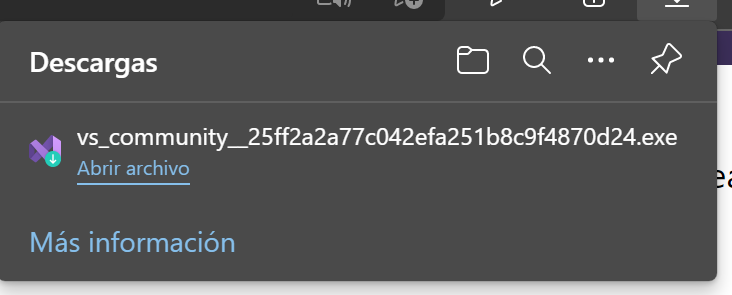 Descargas
vs_community__25ff2a2a77c042efa251b8c9f4870d24.exe
Abrir archivo
Más información